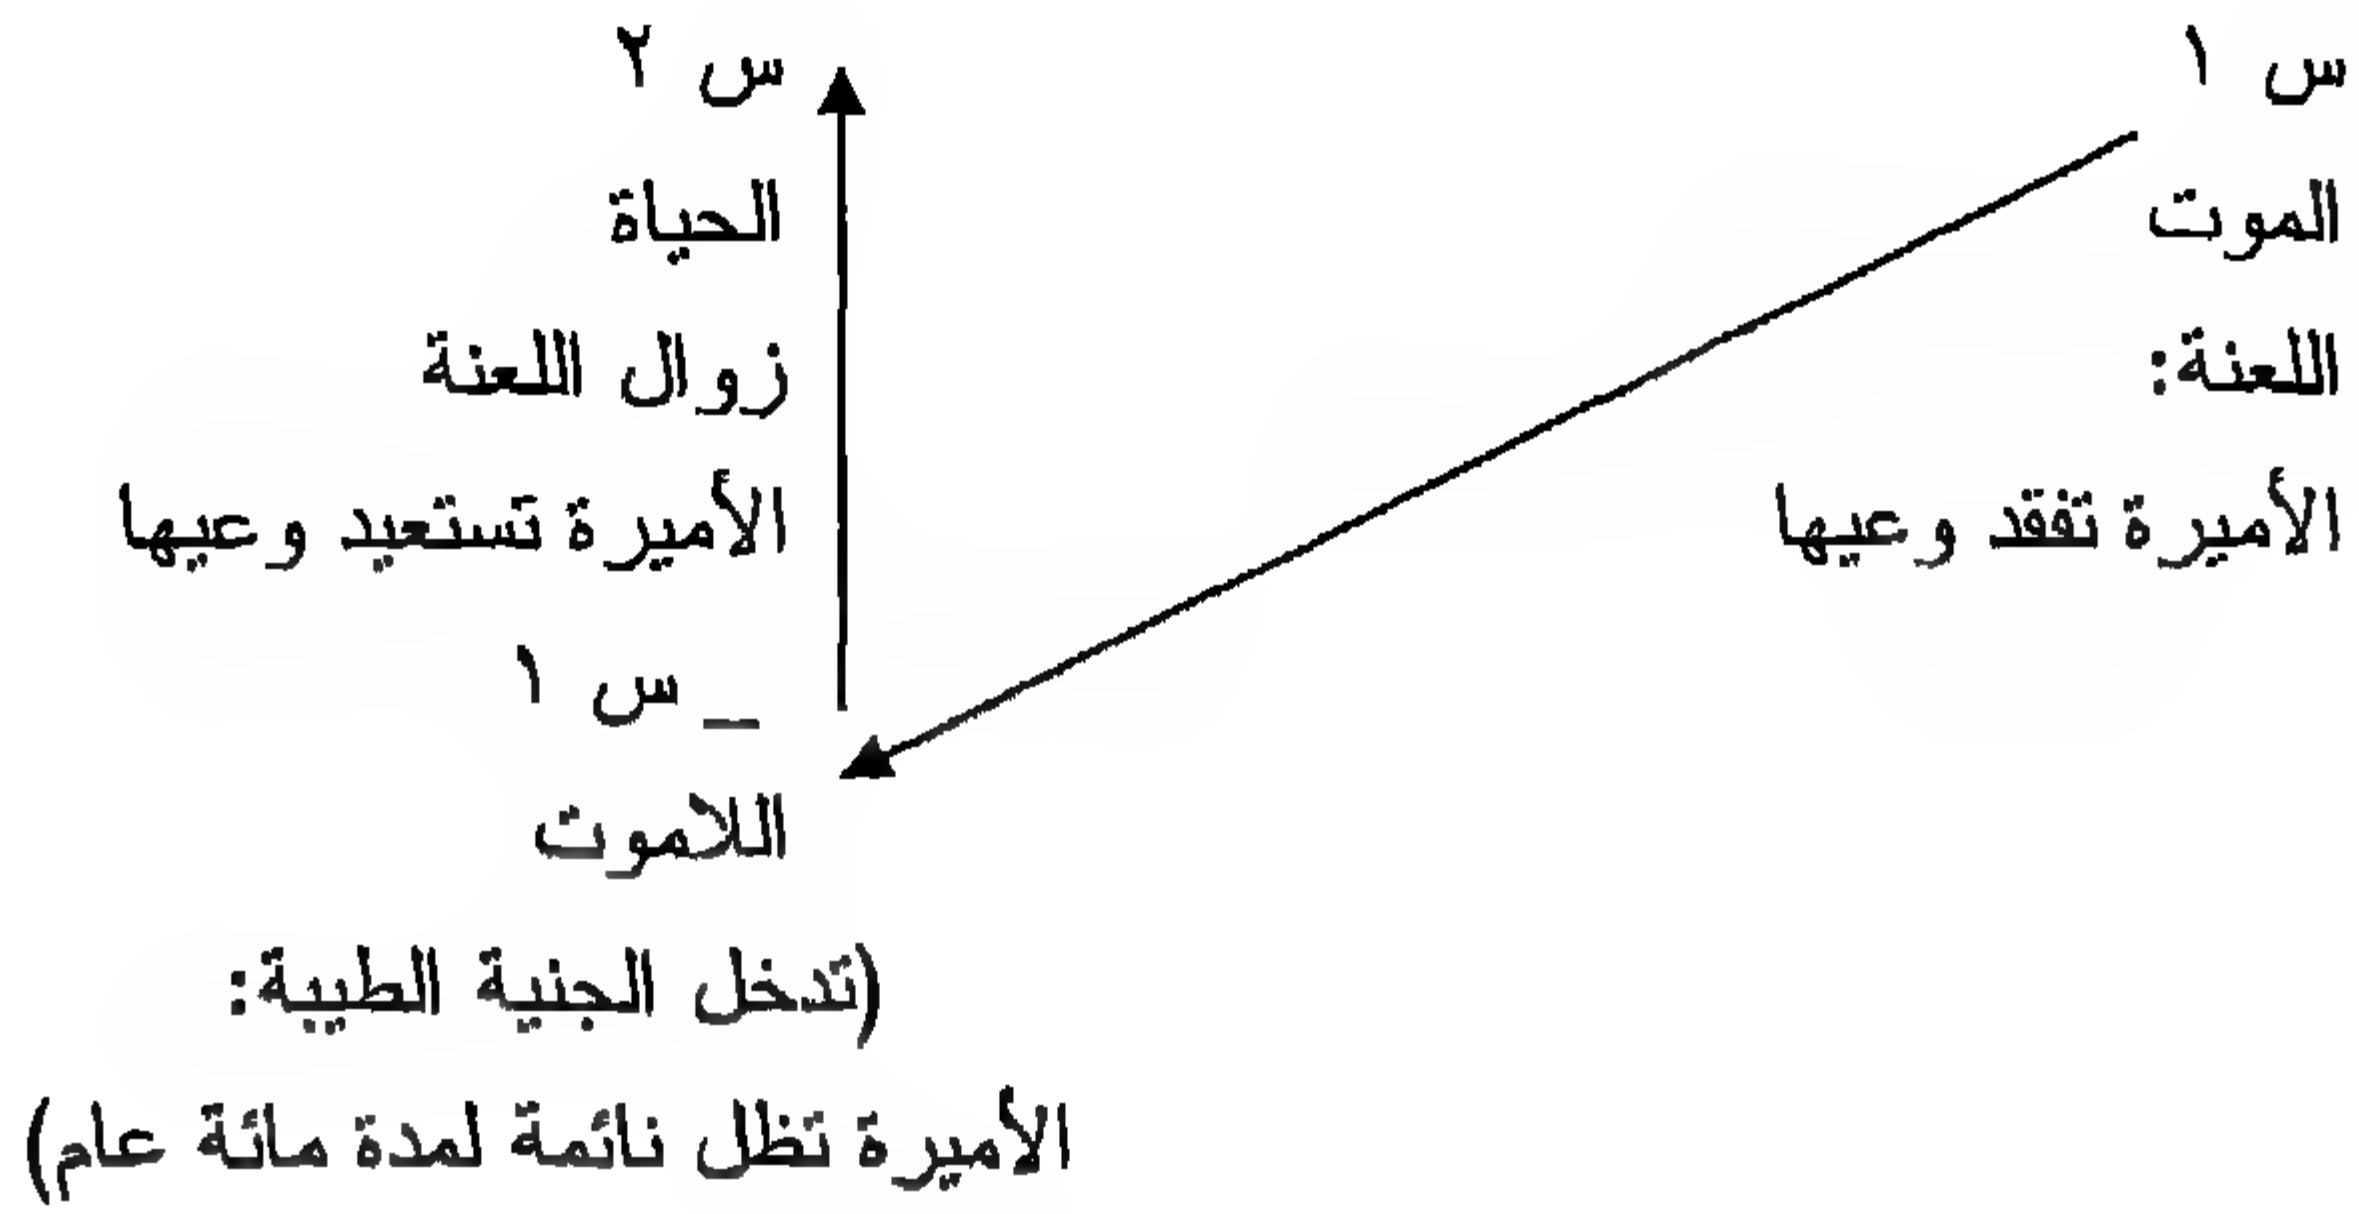 س ١
الموت
اللعنة:
الأميرة تفقد وعيها
س ٢
الحياة
زوال اللعنة
الأميرة تستعيد وعيها
_ س ١
اللاموت
(تدخل الجنية الطيبة:
الأميرة تظل نائمة لمدة مائة عام)